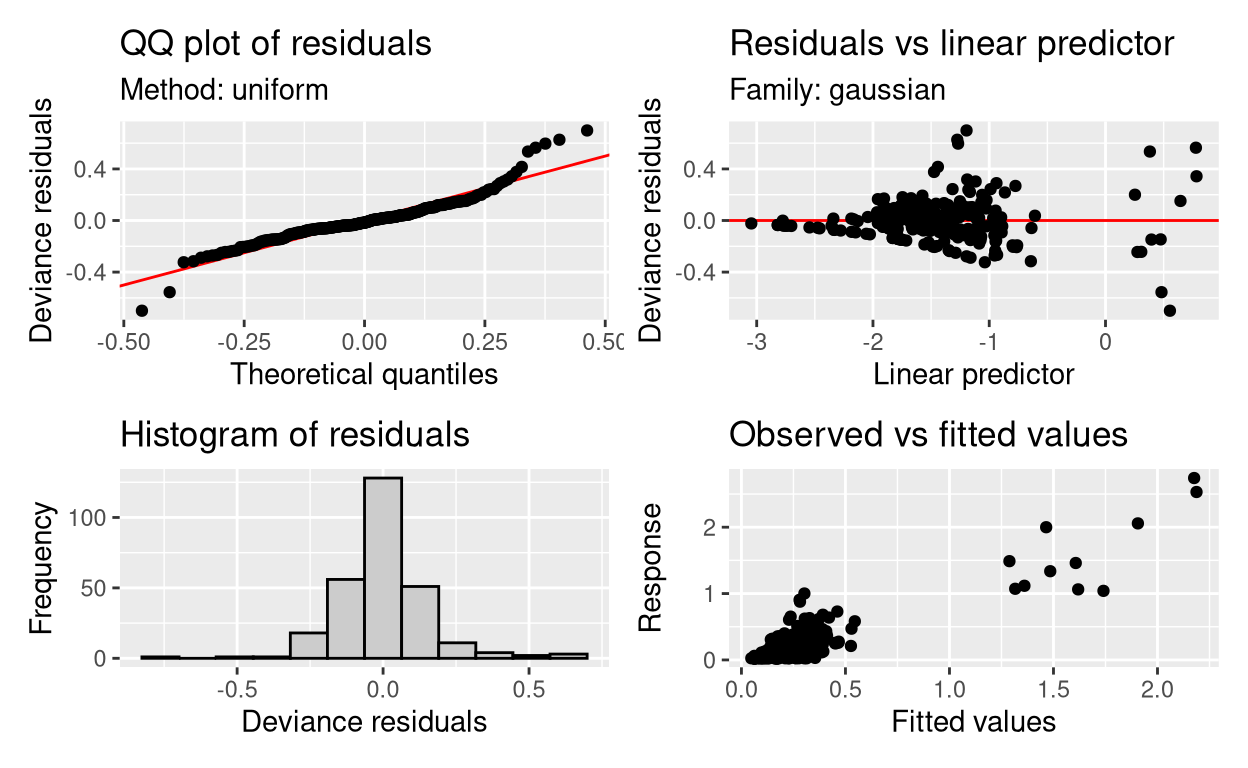 QQ plot of residuals
Method: uniform
Deviance residuals
0.4
0.0
-0.4
-0.50
-0.25
0.00
0.25
0.50
Theoretical quantiles
Residuals vs linear predictor
Family: gaussian
Deviance residuals
0.4
0.0
-0.4
-3
-2
-1
0
Linear predictor
Histogram of residuals
Frequency
100
50
0
-0.5
0.0
0.5
Deviance residuals
Observed vs fitted values
Response
2
1
0
0.0
0.5
1.0
1.5
2.0
Fitted values